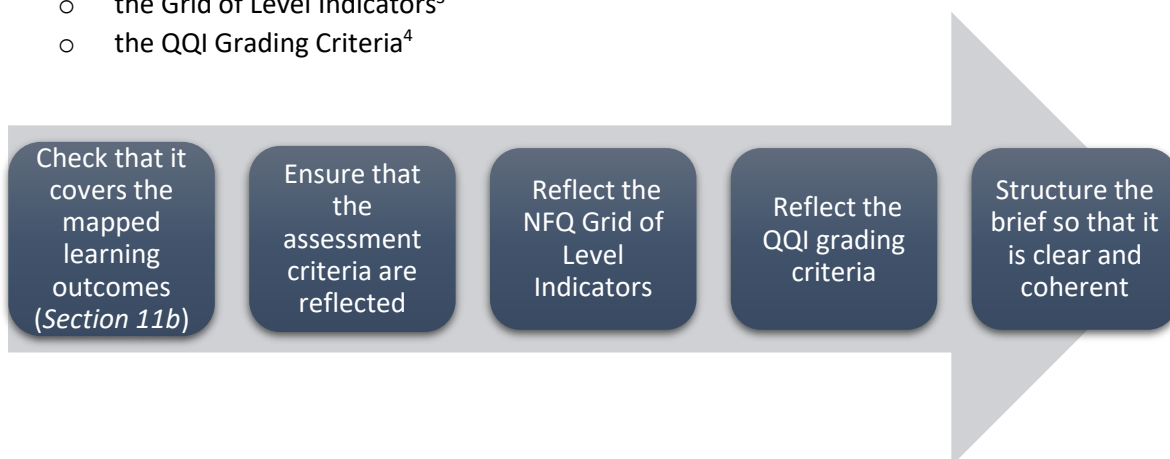 o the Grid of Level Indicators³
o the QQI Grading Criteria⁴
Check that it
covers the
mapped
learning
outcomes
(Section 11b)
Ensure that
the
assessment
criteria are
reflected
Reflect the
NFQ Grid of
Level
Indicators
Reflect the
QQI grading
criteria
Structure the
brief so that it
is clear and
coherent